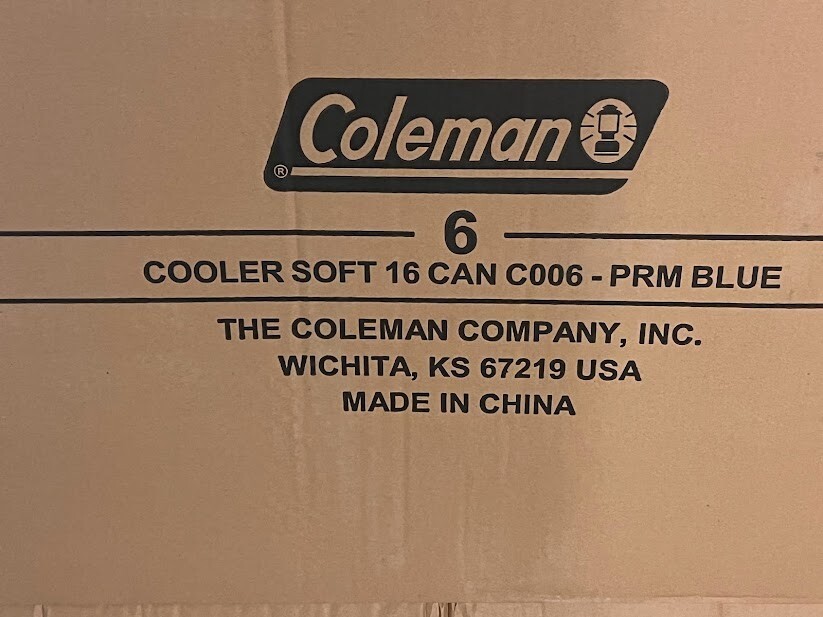 Coleman
®
6
COOLER SOFT 16 CAN C006 - PRM BLUE
THE COLEMAN COMPANY, INC.
WICHITA, KS 67219 USA
MADE IN CHINA